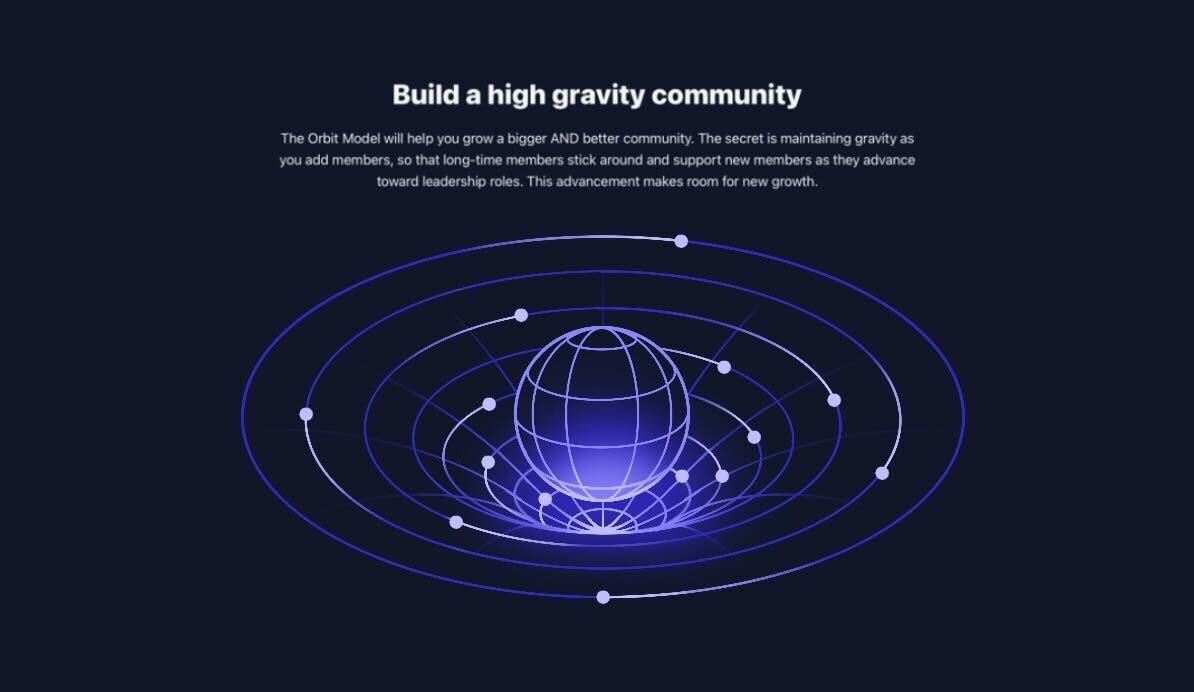 Build a high gravity community
The Orbit Model will help you grow a bigger AND better community. The secret is maintaining gravity as
you add members, so that long-time members stick around and support new members as they advance
toward leadership roles. This advancement makes room for new growth.